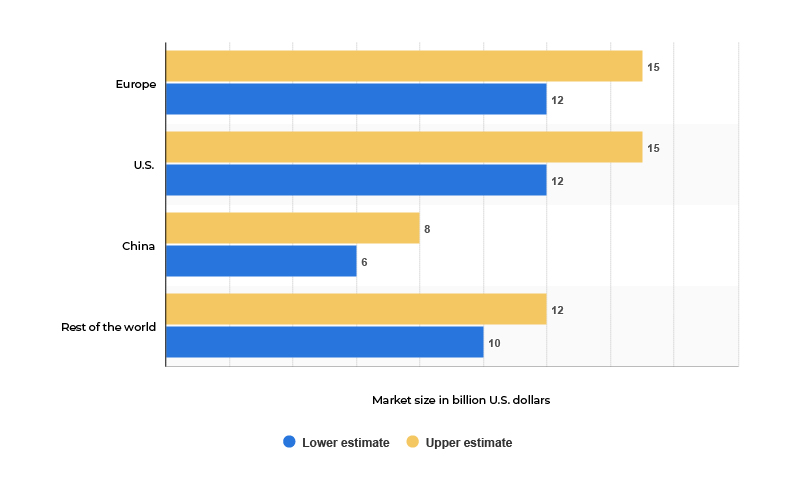 Europe
15
12
U.S.
15
12
China
8
6
Rest of the world
12
10
Market size in billion U.S. dollars
Lower estimate Upper estimate